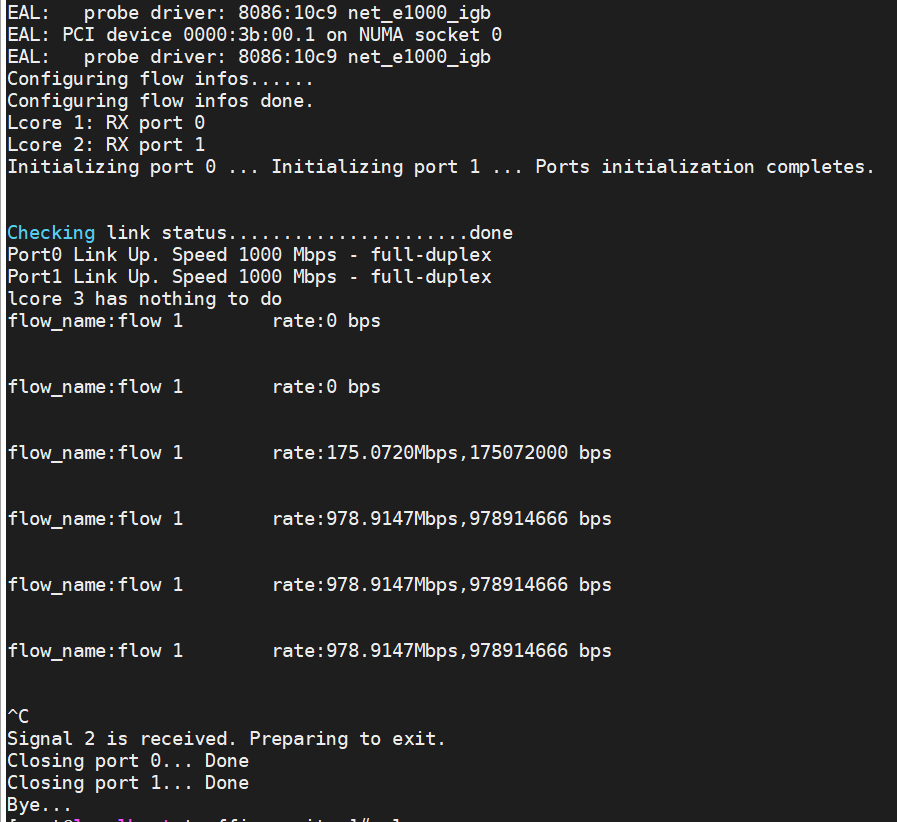 EAL:   probe driver: 8086:10c9 net_e1000_igb
EAL: PCI device 0000:3b:00.1 on NUMA socket 0
EAL:   probe driver: 8086:10c9 net_e1000_igb
Configuring flow infos......
Configuring flow infos done.
Lcore 1: RX port 0
Lcore 2: RX port 1
Initializing port 0 ... Initializing port 1 ... Ports initialization completes.
Checking link status......................done
Port0 Link Up. Speed 1000 Mbps - full-duplex
Port1 Link Up. Speed 1000 Mbps - full-duplex
lcore 3 has nothing to do
flow_name:flow 1        rate:0 bps
flow_name:flow 1        rate:0 bps
flow_name:flow 1        rate:175.0720Mbps,175072000 bps
flow_name:flow 1        rate:978.9147Mbps,978914666 bps
flow_name:flow 1        rate:978.9147Mbps,978914666 bps
flow_name:flow 1        rate:978.9147Mbps,978914666 bps
^C
Signal 2 is received. Preparing to exit.
Closing port 0... Done
Closing port 1... Done
Bye...